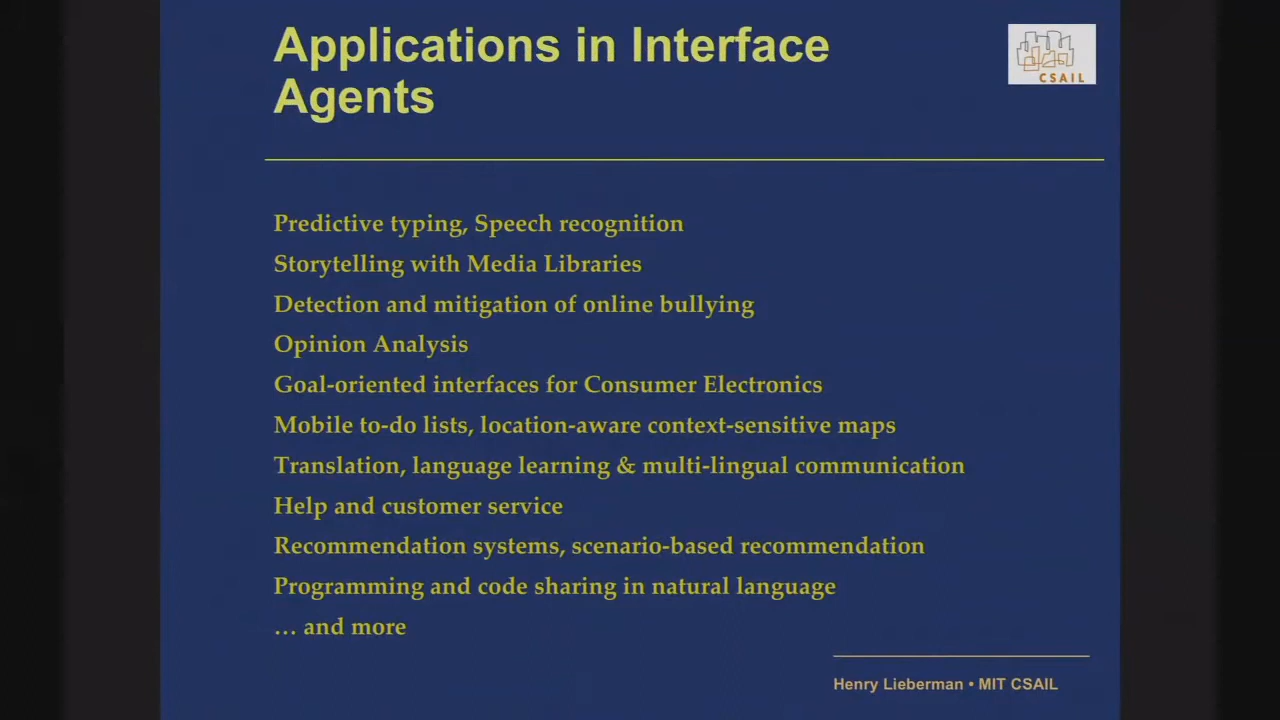 Applications in Interface
Agents
CSAIL
Predictive typing, Speech recognition
Storytelling with Media Libraries
Detection and mitigation of online bullying
Opinion Analysis
Goal-oriented interfaces for Consumer Electronics
Mobile to-do lists, location-aware context-sensitive maps
Translation, language learning & multi-lingual communication
Help and customer service
Recommendation systems, scenario-based recommendation
Programming and code sharing in natural language
… and more
Henry Lieberman • MIT CSAIL